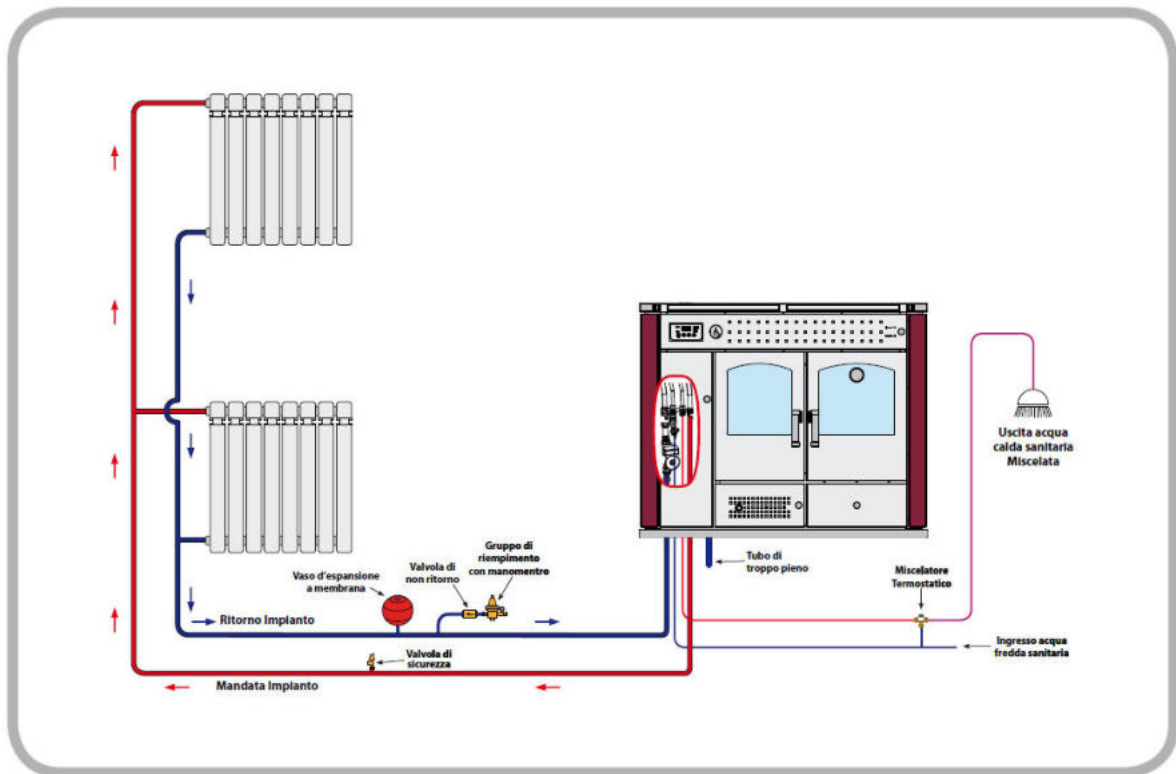 Uscita acqua
calda sanitaria
Miscelata
Gruppo di
riempimento
con manomentro
Valvola di
non ritorno
Vaso d'espansione
a membrana
Tubo di
troppo pieno
Miscelatore
Termostatico
Ritorno Impianto
Ingresso acqua
fredda sanitaria
Valvola di
sicurezza
Mandata Impianto